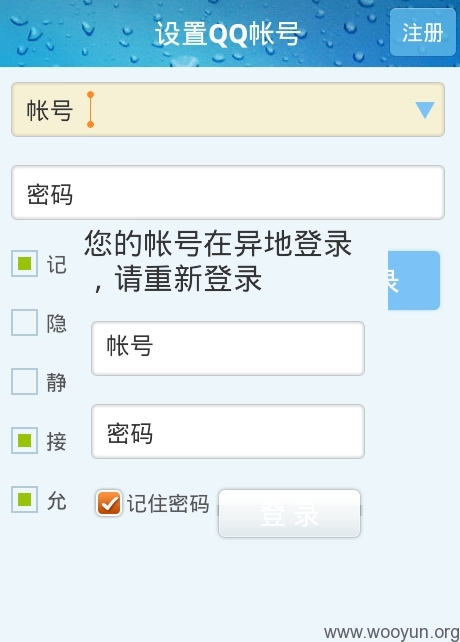 设置QQ帐号
注册
帐号
密码
您的帐号在异地登录
，请重新登录
记
录
隐
帐号
静
接
密码
允
记住密码
登 录
www.wooyun.org